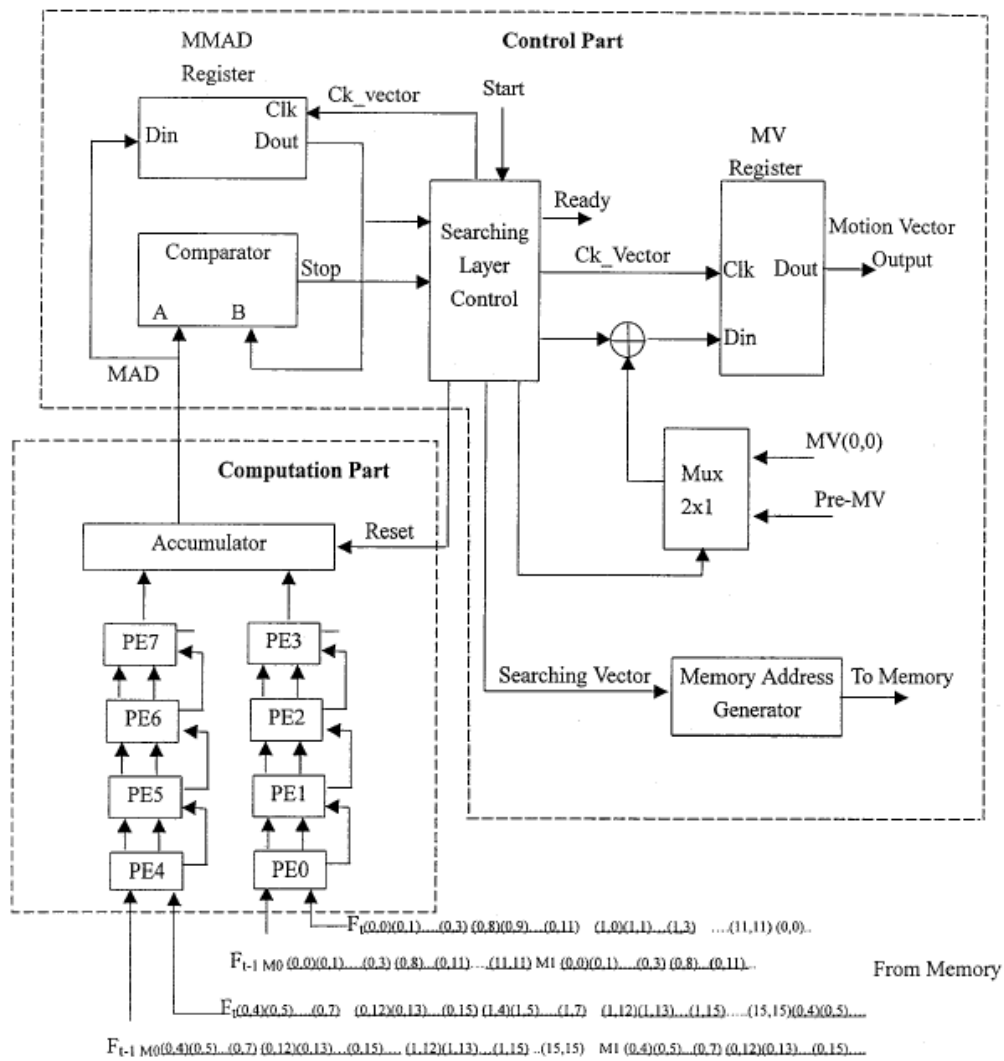 MMAD
Register
Control Part
Clk
Ck_vector
Start
Din
Dout
MV
Register
Ready
Searching
Layer
Control
Comparator
Stop
A B
Ck_Vector
Clk
Dout
Din
Motion Vector
Output
MAD
MV(0,0)
Mux
2x1
Pre-MV
Computation Part
Accumulator
Reset
PE7
PE3
PE6
PE2
PE5
PE1
PE4
PE0
Searching Vector
Memory Address
Generator
To Memory
Ft(0,0)(0,1)....(0,3) (0,8)(0,9)....(0,11) (1,0)(1,1)....(1,3) ....(11,11) (0,0)..
Ft-1 M0 (0,0)(0,1)....(0,3) (0,8)....(0,11)....(11,11) M1 (0,0)(0,1)....(0,3) (0,8)....(0,11)..
From Memory
Ft(0,4)(0,5)....(0,7) (0,12)(0,13)....(0,15) (1,4)(1,5)....(1,7) (1,12)(1,13)....(1,15) ....(15,15)(0,4)(0,5)....
Ft-1 M0(0,4)(0,5)....(0,7) (0,12)(0,13)....(0,15).... (1,12)(1,13)....(1,15) ..(15,15) M1 (0,4)(0,5)....(0,7) (0,12)(0,13)....(0,15)....